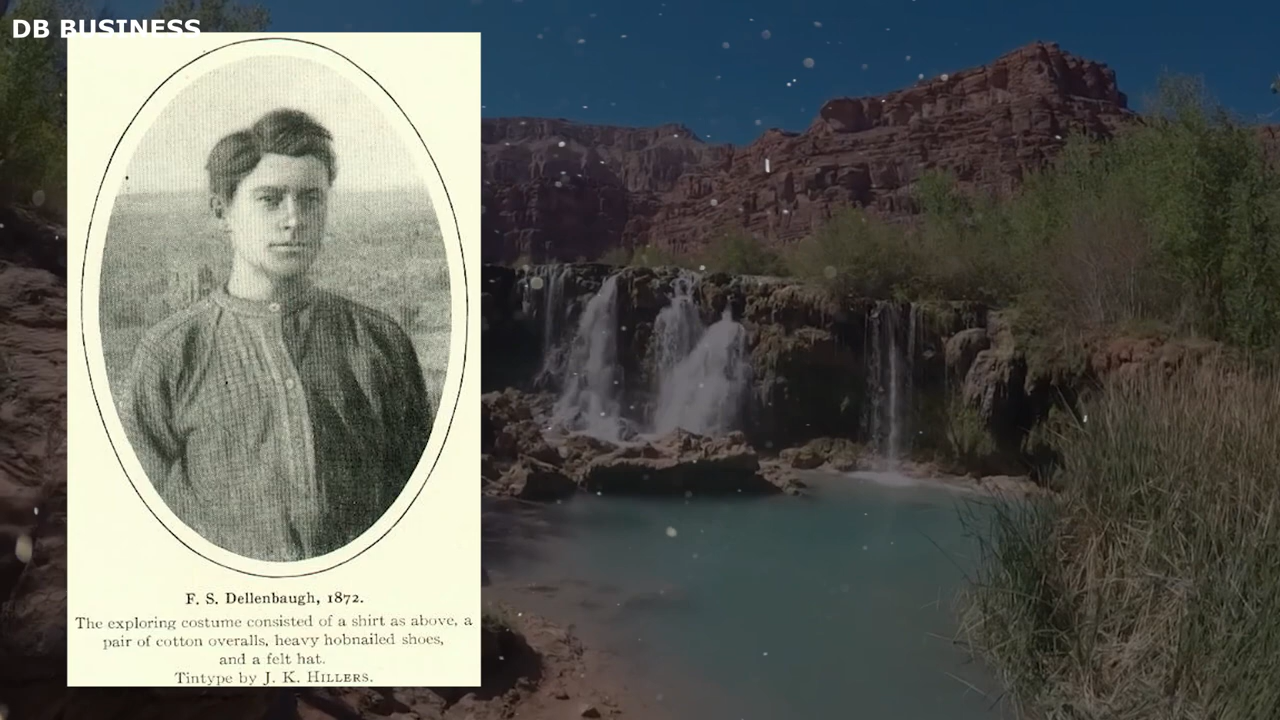 DB BUSINESS
F. S. Dellenbaugh, 1872.
The exploring costume consisted of a shirt as above, a
pair of cotton overalls, heavy hobnailed shoes,
and a felt hat.
Tintype by J. K. HILLERS.